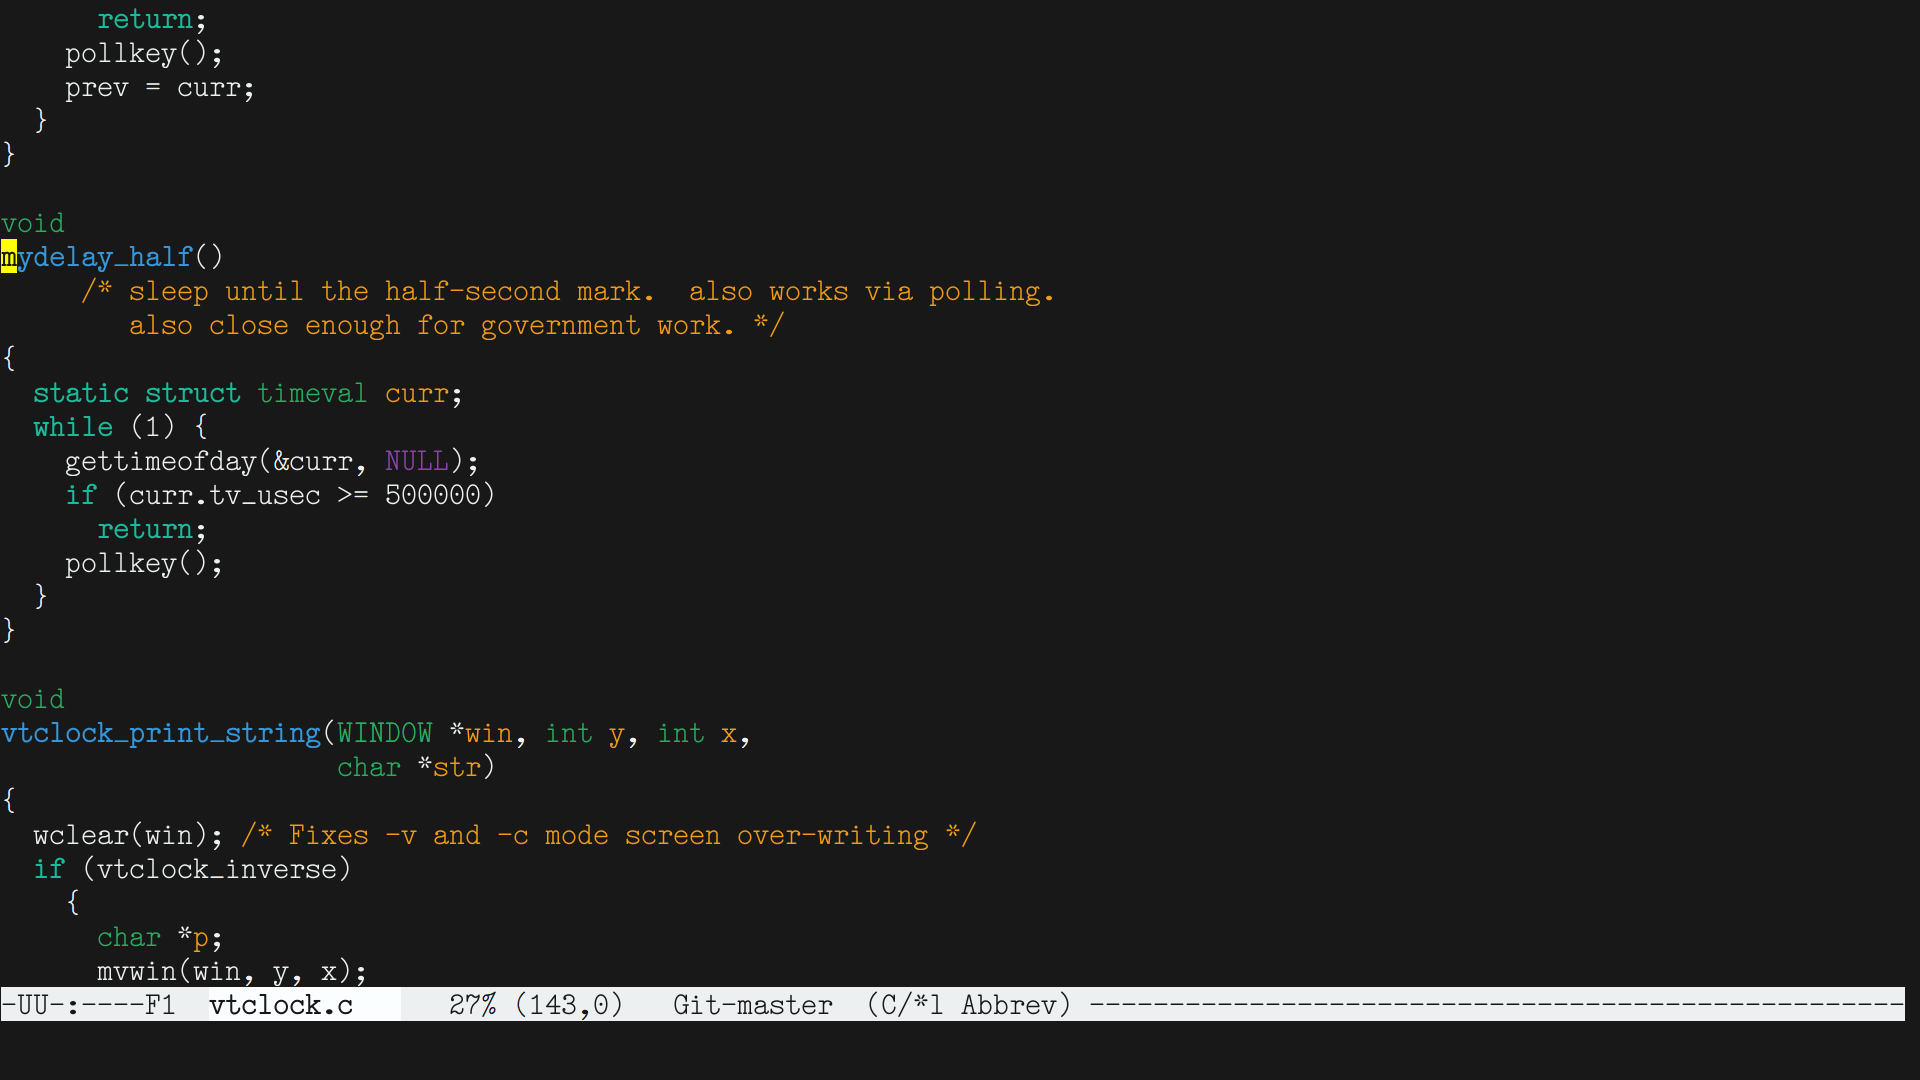 return;
    pollkey();
    prev = curr;
  }
}

void
mydelay_half()
     /* sleep until the half-second mark.  also works via polling.
        also close enough for government work. */
{
  static struct timeval curr;
  while (1) {
    gettimeofday(&curr, NULL);
    if (curr.tv_usec >= 500000)
      return;
    pollkey();
  }
}

void
vtclock_print_string(WINDOW *win, int y, int x,
                     char *str)
{
  wclear(win); /* Fixes -v and -c mode screen over-writing */
  if (vtclock_inverse)
    {
      char *p;
      mvwin(win, y, x);
-UU-:----F1  vtclock.c      27% (143,0)   Git-master  (C/*l Abbrev) ---------------------------------------------------